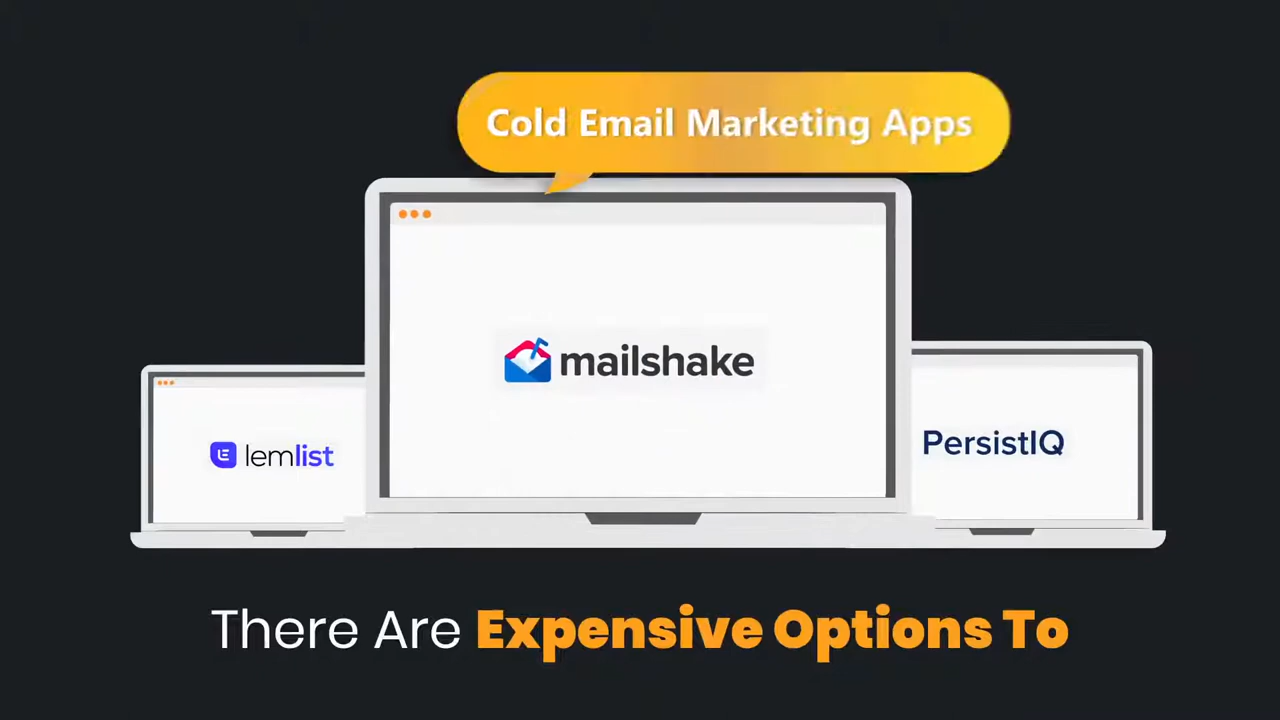 Cold Email Marketing Apps
mailshake
lemlist
PersistIQ
There Are Expensive Options To